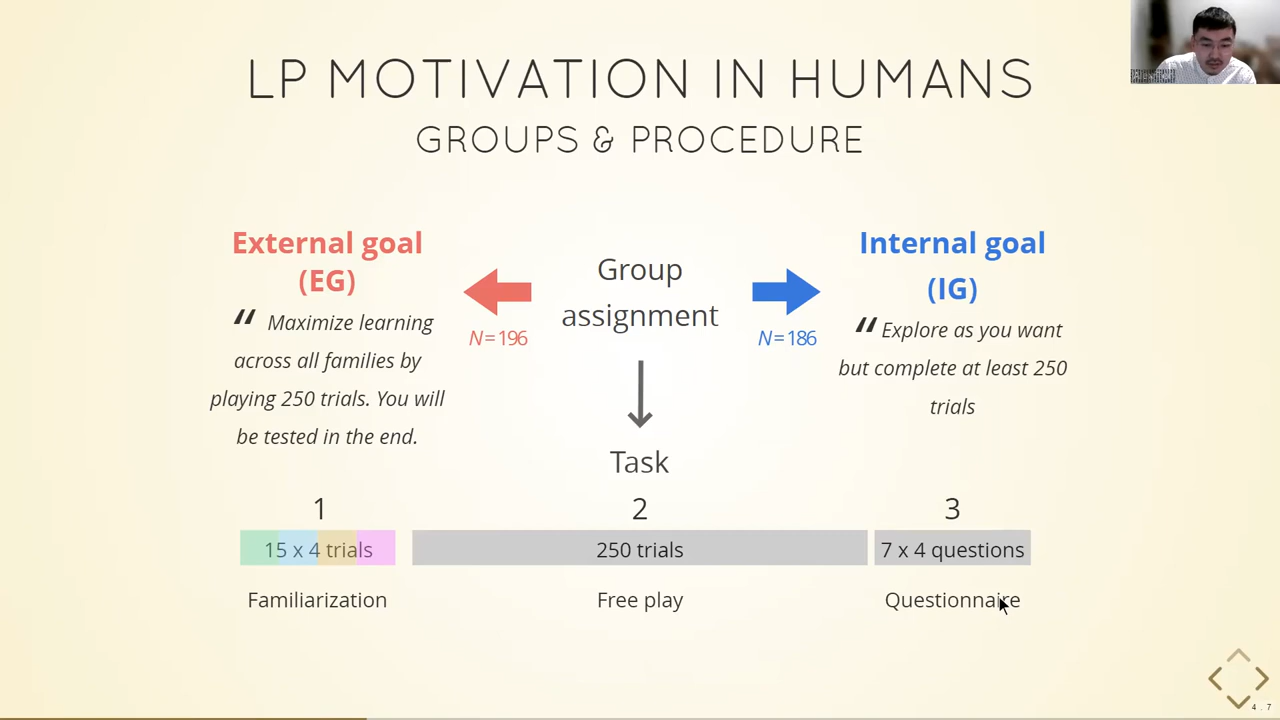 LP MOTIVATION IN HUMANS
GROUPS & PROCEDURE
External goal
(EG)
“ Maximize learning
across all families by
playing 250 trials. You will
be tested in the end.
N=196
Group
assignment
N=186
Internal goal
(IG)
“ Explore as you want
but complete at least 250
trials
Task
1
2
3
15 x 4 trials
250 trials
7 x 4 questions
Familiarization
Free play
Questionnaire
4.7